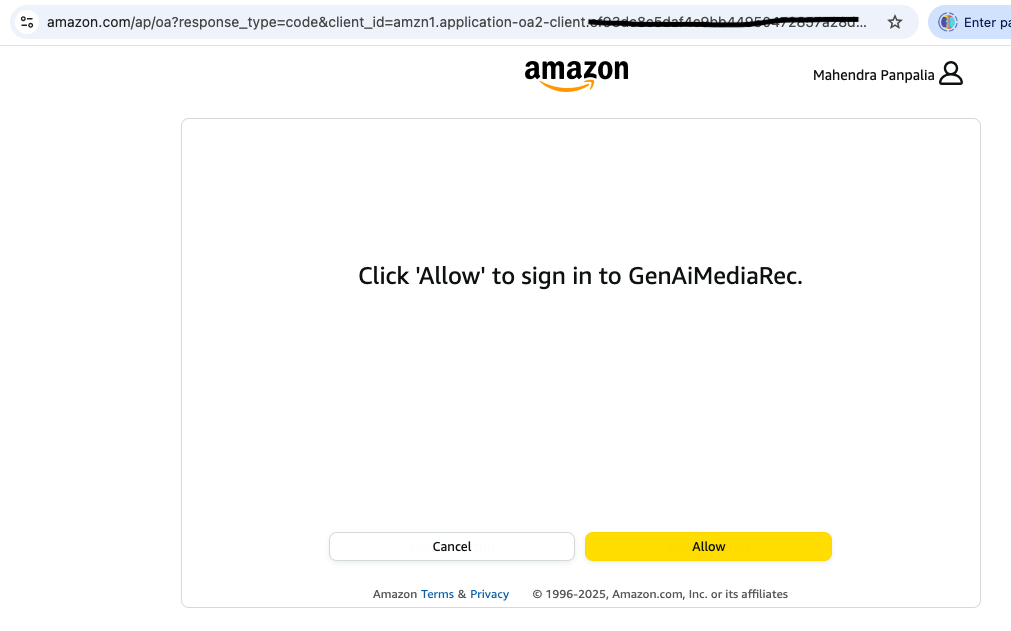 amazon.com/ap/oa?response_type=code&client_id=amzn1.application-oa2-client.
Enter pa
amazon
Mahendra Panpalia
Click 'Allow' to sign in to GenAiMediaRec.
Cancel
Allow
Amazon Terms & Privacy © 1996-2025, Amazon.com, Inc. or its affiliates